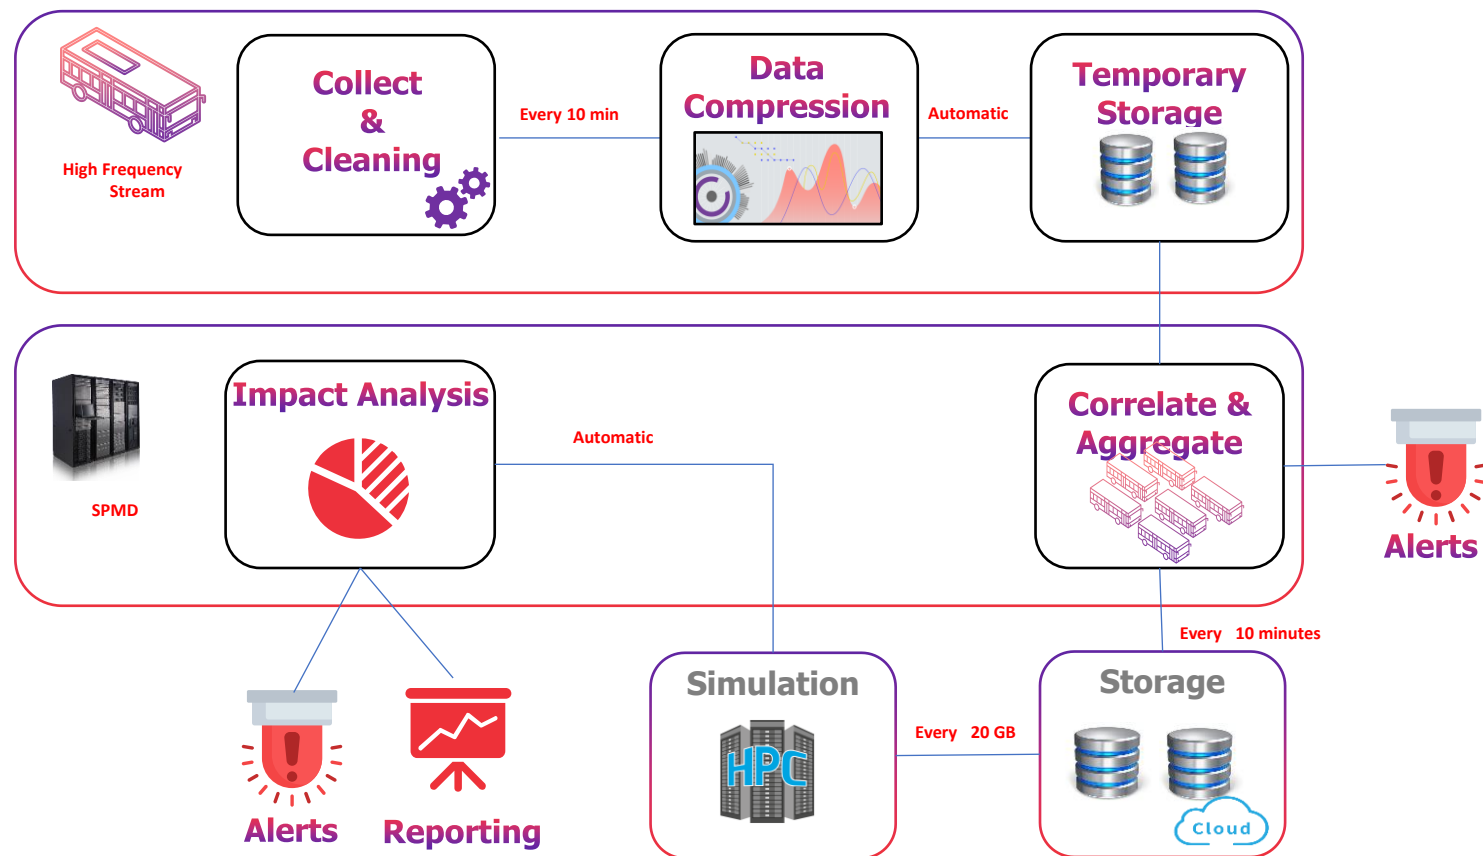 High Frequency
Stream
Collect
&
Cleaning
Every 10 min
Data
Compression
Automatic
Temporary
Storage
SPMD
Impact Analysis
Automatic
Correlate &
Aggregate
Alerts
Every 10 minutes
Simulation
HPC
Every 20 GB
Storage
Cloud
Alerts
Reporting